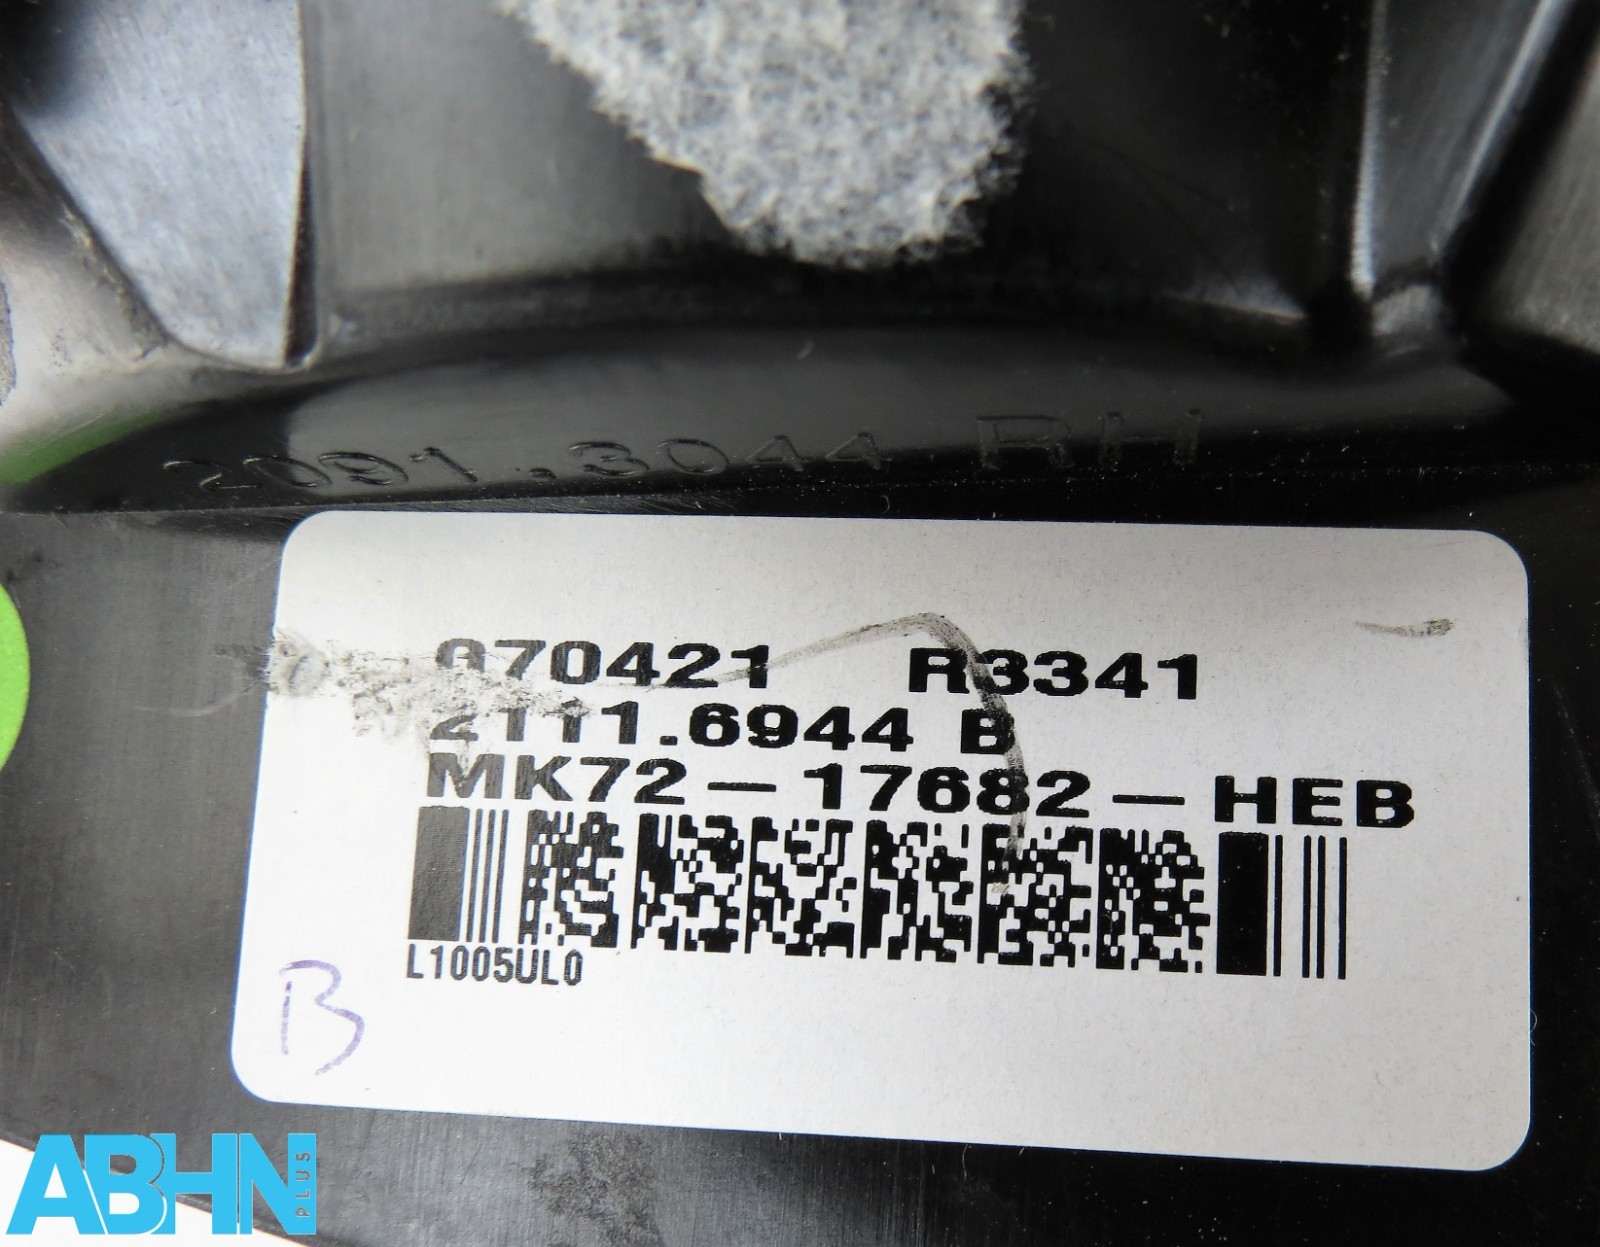 2091.3044 RH
070421 R3341
2111.6944 B
MK72-17682-HEB
L1005UL0
B
ABHN PLUS